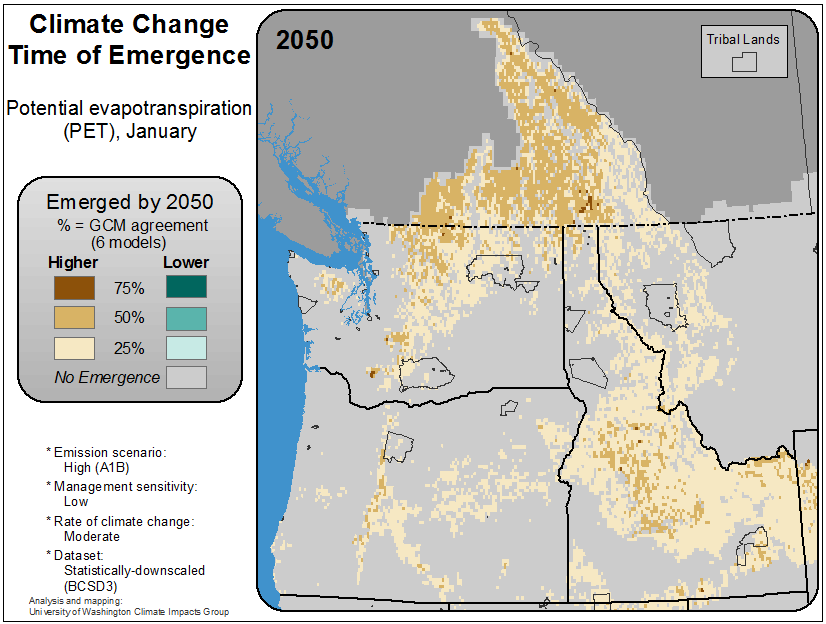 Climate Change
Time of Emergence
Potential evapotranspiration
(PET), January
Emerged by 2050
% = GCM agreement
(6 models)
Higher Lower
75%
50%
25%
No Emergence
* Emission scenario:
High (A1B)
* Management sensitivity:
Low
* Rate of climate change:
Moderate
* Dataset:
Statistically-downscaled
(BCSD3)
Analysis and mapping:
University of Washington Climate Impacts Group
2050
Tribal Lands